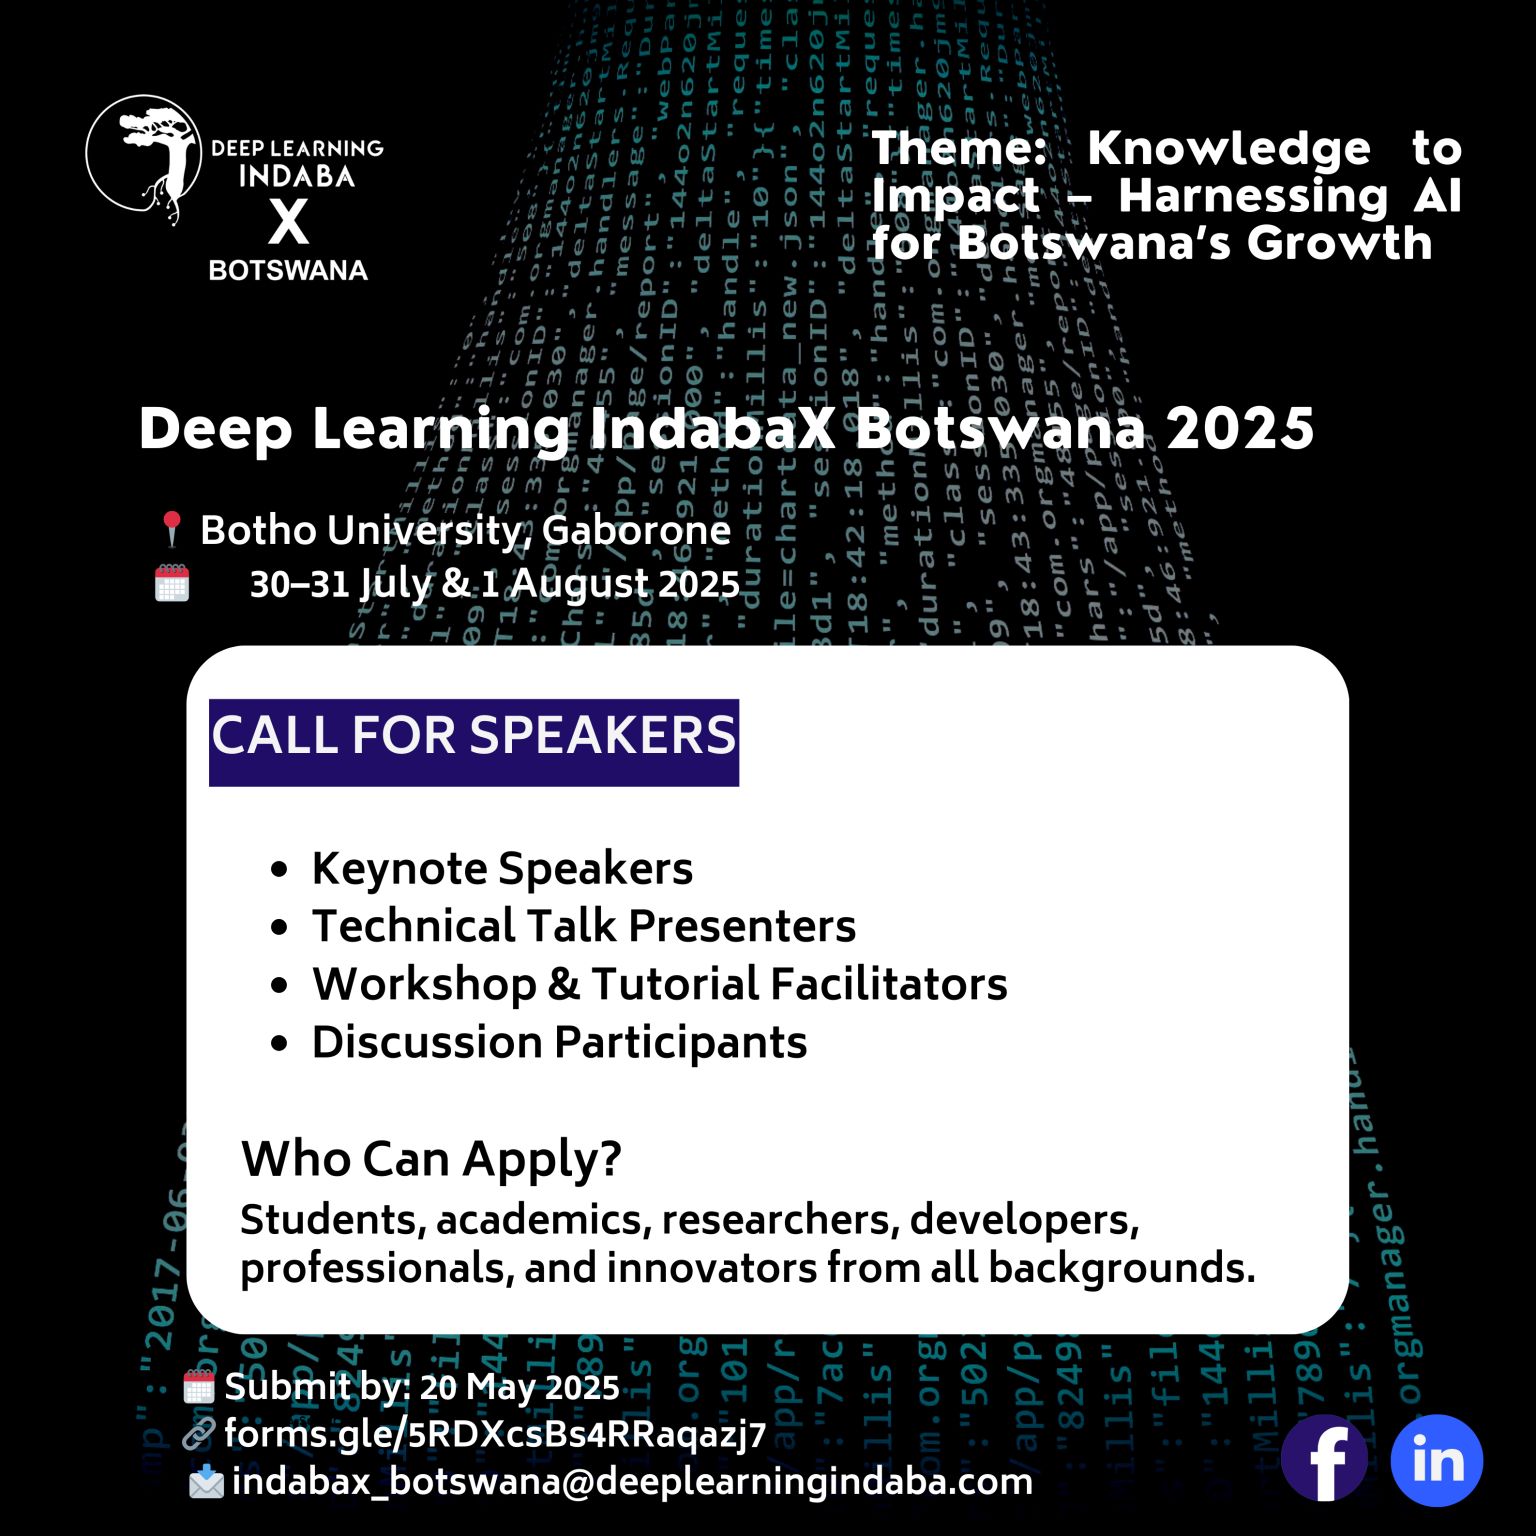 DEEP LEARNING
INDABA
X
BOTSWANA
Theme: Knowledge to
Impact – Harnessing AI
for Botswana's Growth
Deep Learning IndabaX Botswana 2025
Botho University, Gaborone
30–31 July & 1 August 2025
CALL FOR SPEAKERS
• Keynote Speakers
• Technical Talk Presenters
• Workshop & Tutorial Facilitators
• Discussion Participants
Who Can Apply?
Students, academics, researchers, developers,
professionals, and innovators from all backgrounds.
Submit by: 20 May 2025
forms.gle/5RDXcsBs4RRaqazj7
indabax_botswana@deeplearningindaba.com
f in